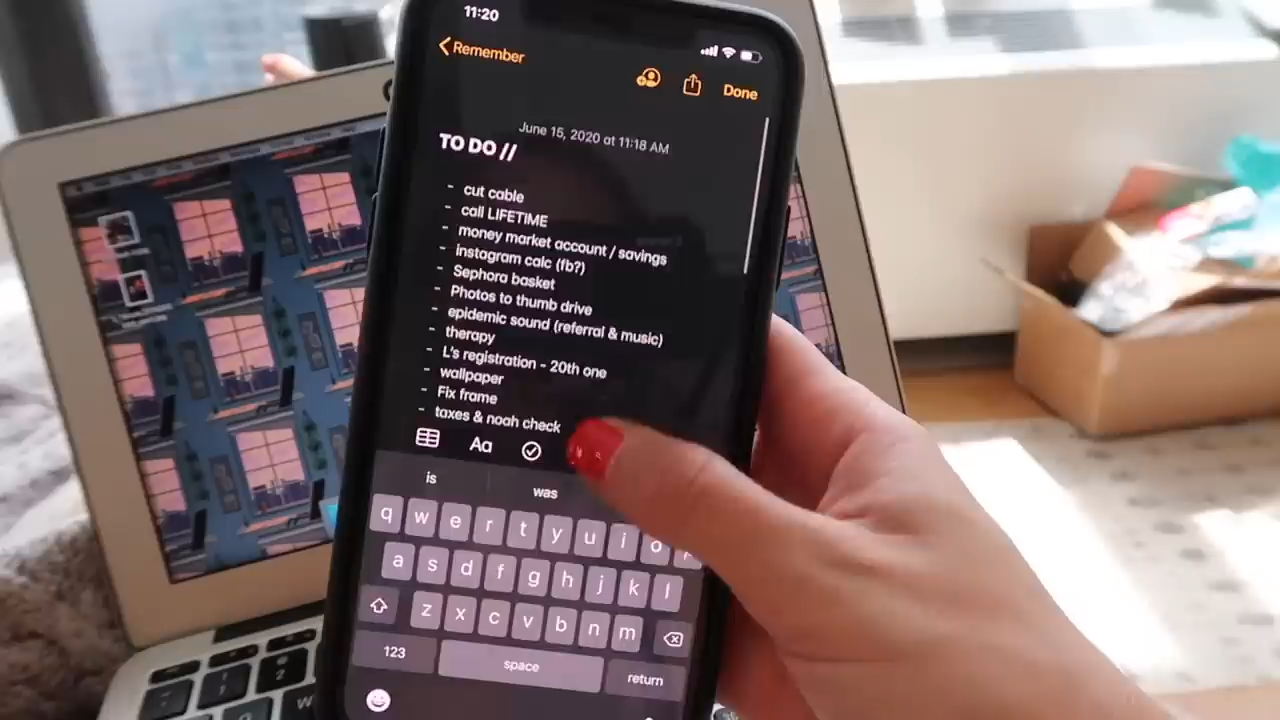 11:20
Remember
Done
June 15, 2020 at 11:18 AM
TO DO //
- cut cable
- call LIFETIME
- money market account / savings
- instagram calc (fb?)
- Sephora basket
- Photos to thumb drive
- epidemic sound (referral & music)
- therapy
- L's registration - 20th one
- wallpaper
- Fix frame
- taxes & noah check
Aa
is was
q w e r t y u i o
a s d f g h j k l
z x c v b n m
123 space return